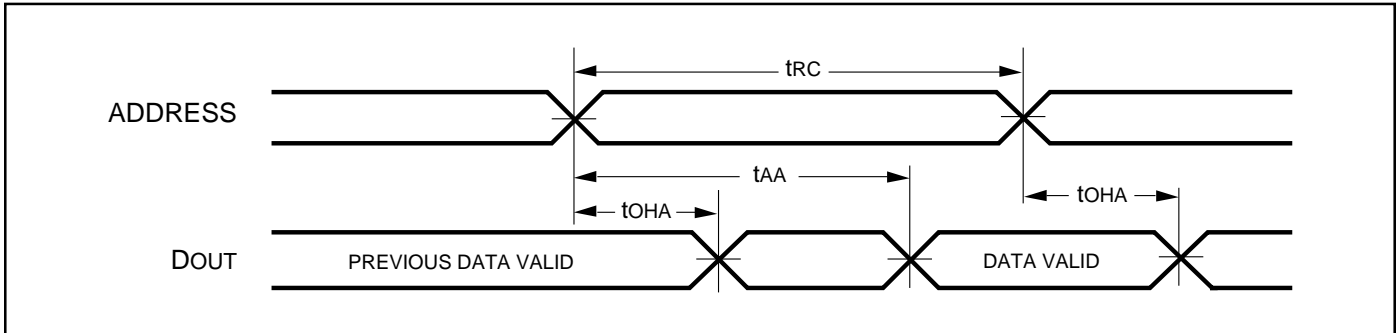 tRC
ADDRESS
tAA
tOHA
tOHA
DOUT
PREVIOUS DATA VALID
DATA VALID